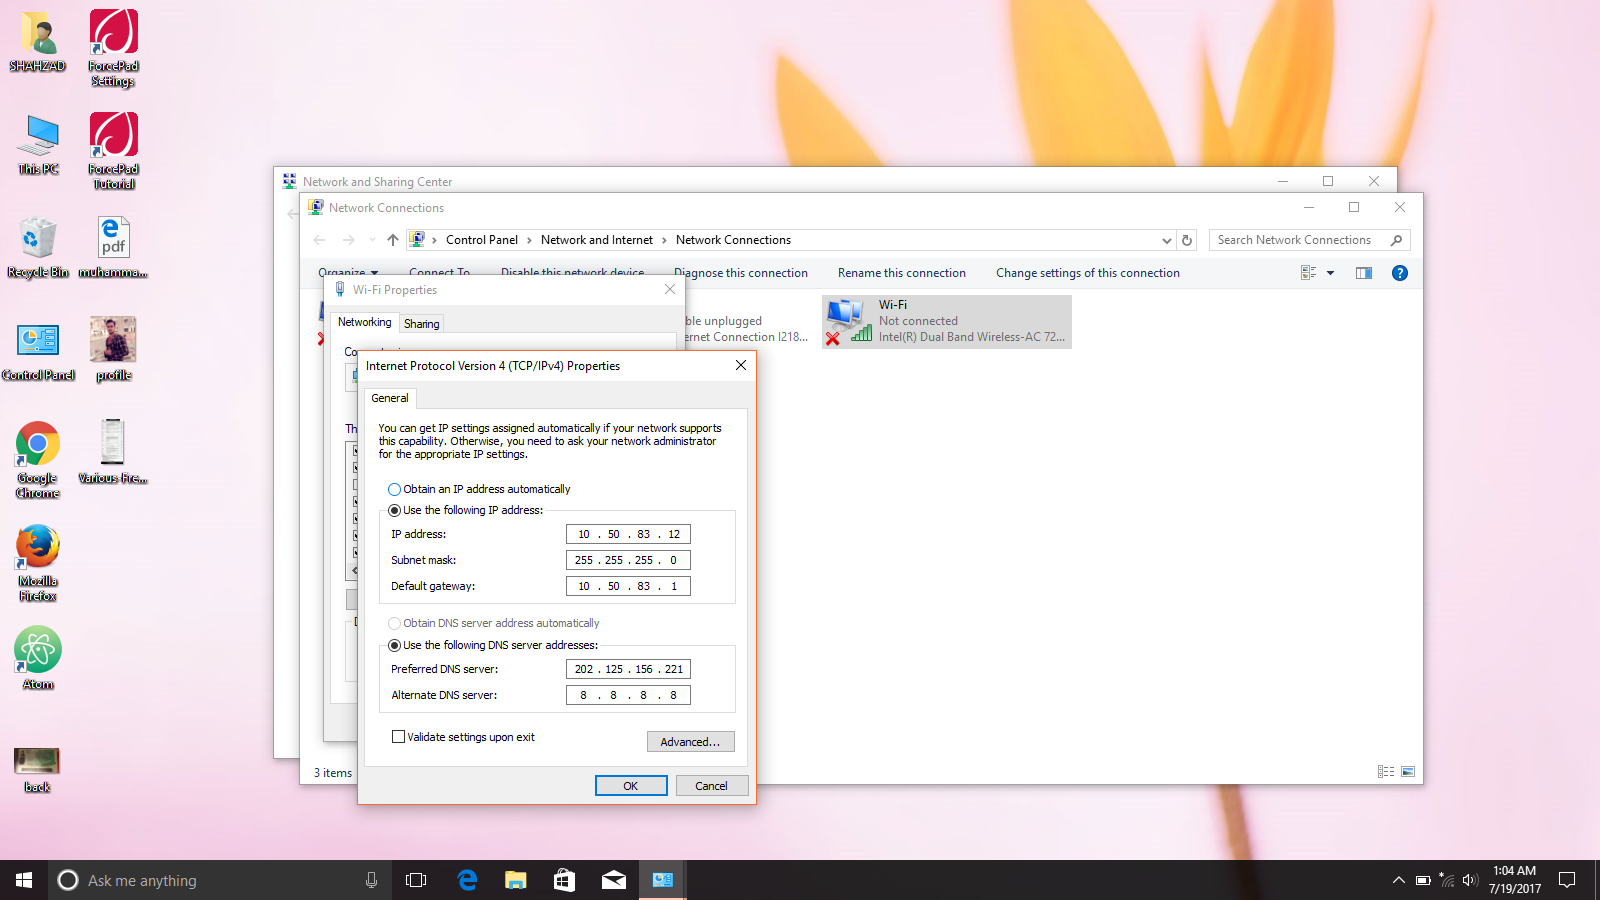 SHAHZAD
ForcePad
Settings
This PC
ForcePad
Tutorial
Recycle Bin
muhamma...
pdf
Control Panel
profile
Google
Chrome
Various Fre...
Mozilla
Firefox
Atom
back
Network and Sharing Center
Network Connections
Control Panel > Network and Internet > Network Connections
Search Network Connections
Organize
Connect To
Disable this network device
Diagnose this connection
Rename this connection
Change settings of this connection
Wi-Fi
Not connected
Intel(R) Dual Band Wireless-AC 72...
ble unplugged
ernet Connection I218...
3 items
Wi-Fi Properties
Networking
Sharing
Internet Protocol Version 4 (TCP/IPv4) Properties
General
You can get IP settings assigned automatically if your network supports
this capability. Otherwise, you need to ask your network administrator
for the appropriate IP settings.
Obtain an IP address automatically
Use the following IP address:
IP address: 10 . 50 . 83 . 12
Subnet mask: 255 . 255 . 255 . 0
Default gateway: 10 . 50 . 83 . 1
Obtain DNS server address automatically
Use the following DNS server addresses:
Preferred DNS server: 202 . 125 . 156 . 221
Alternate DNS server: 8 . 8 . 8 . 8
Validate settings upon exit
Advanced...
OK
Cancel
Ask me anything
1:04 AM
7/19/2017